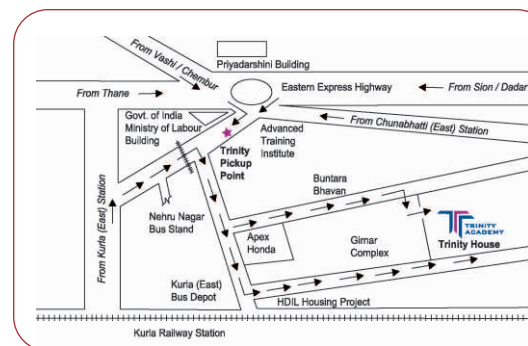 From Vashi / Chembur
Priyadarshini Building
From Thane
Eastern Express Highway
From Sion / Dadar
Govt. of India
Ministry of Labour
Building
From Chunabhatti (East) Station
Trinity
Pickup
Point
Advanced
Training
Institute
Buntara
Bhavan
From Kurla (East) Station
Nehru Nagar
Bus Stand
Apex
Honda
Gimar
Complex
TRINITY
ACADEMY
Trinity House
Kurla (East)
Bus Depot
HDIL Housing Project
Kurla Railway Station